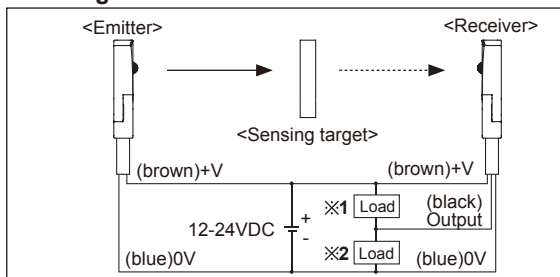 <Emitter>
<Receiver>
<Sensing target>
(brown)+V
(brown)+V
※1 Load
(black)
Output
12-24VDC
+
-
※2 Load
(blue)0V
(blue)0V